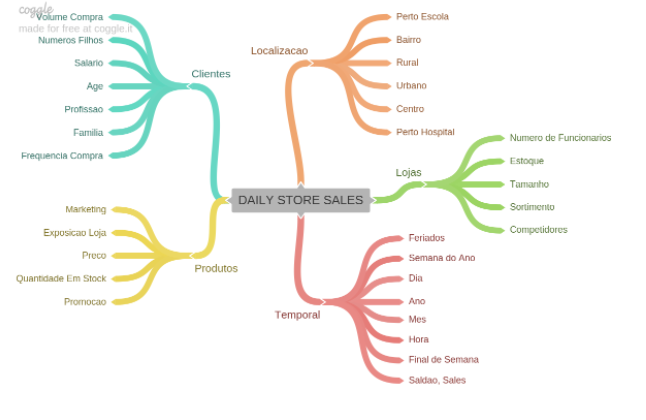 coggle
made for free at coggle.it
Volume Compra
Numeros Filhos
Salario
Age
Profissao
Familia
Frequencia Compra
Clientes
Localizacao
Perto Escola
Bairro
Rural
Urbano
Centro
Perto Hospital
Lojas
Numero de Funcionarios
Estoque
Tamanho
Sortimento
Competidores
DAILY STORE SALES
Marketing
Exposicao Loja
Preco
Quantidade Em Stock
Promocao
Produtos
Temporal
Feriados
Semana do Ano
Dia
Ano
Mes
Hora
Final de Semana
Saldao, Sales